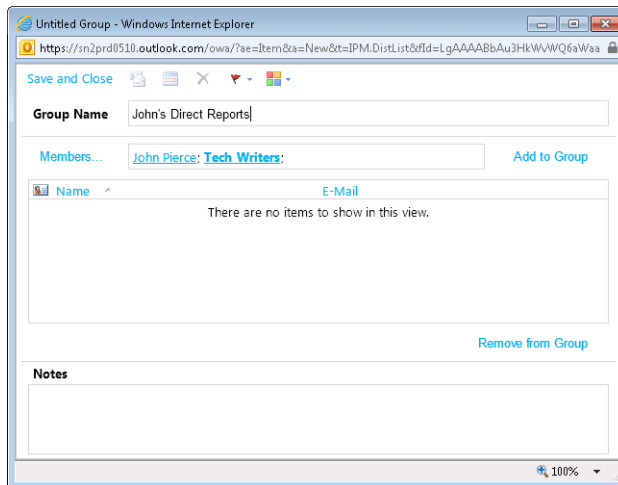 Untitled Group - Windows Internet Explorer
https://sn2prd0510.outlook.com/owa/?ae=Item&a=New&t=IPM.DistList&fId=LgAAAABbAu3HkWvWQ6aWaa
Save and Close
Group Name John's Direct Reports
Members... John Pierce; Tech Writers; Add to Group
Name E-Mail
There are no items to show in this view.
Remove from Group
Notes
100%